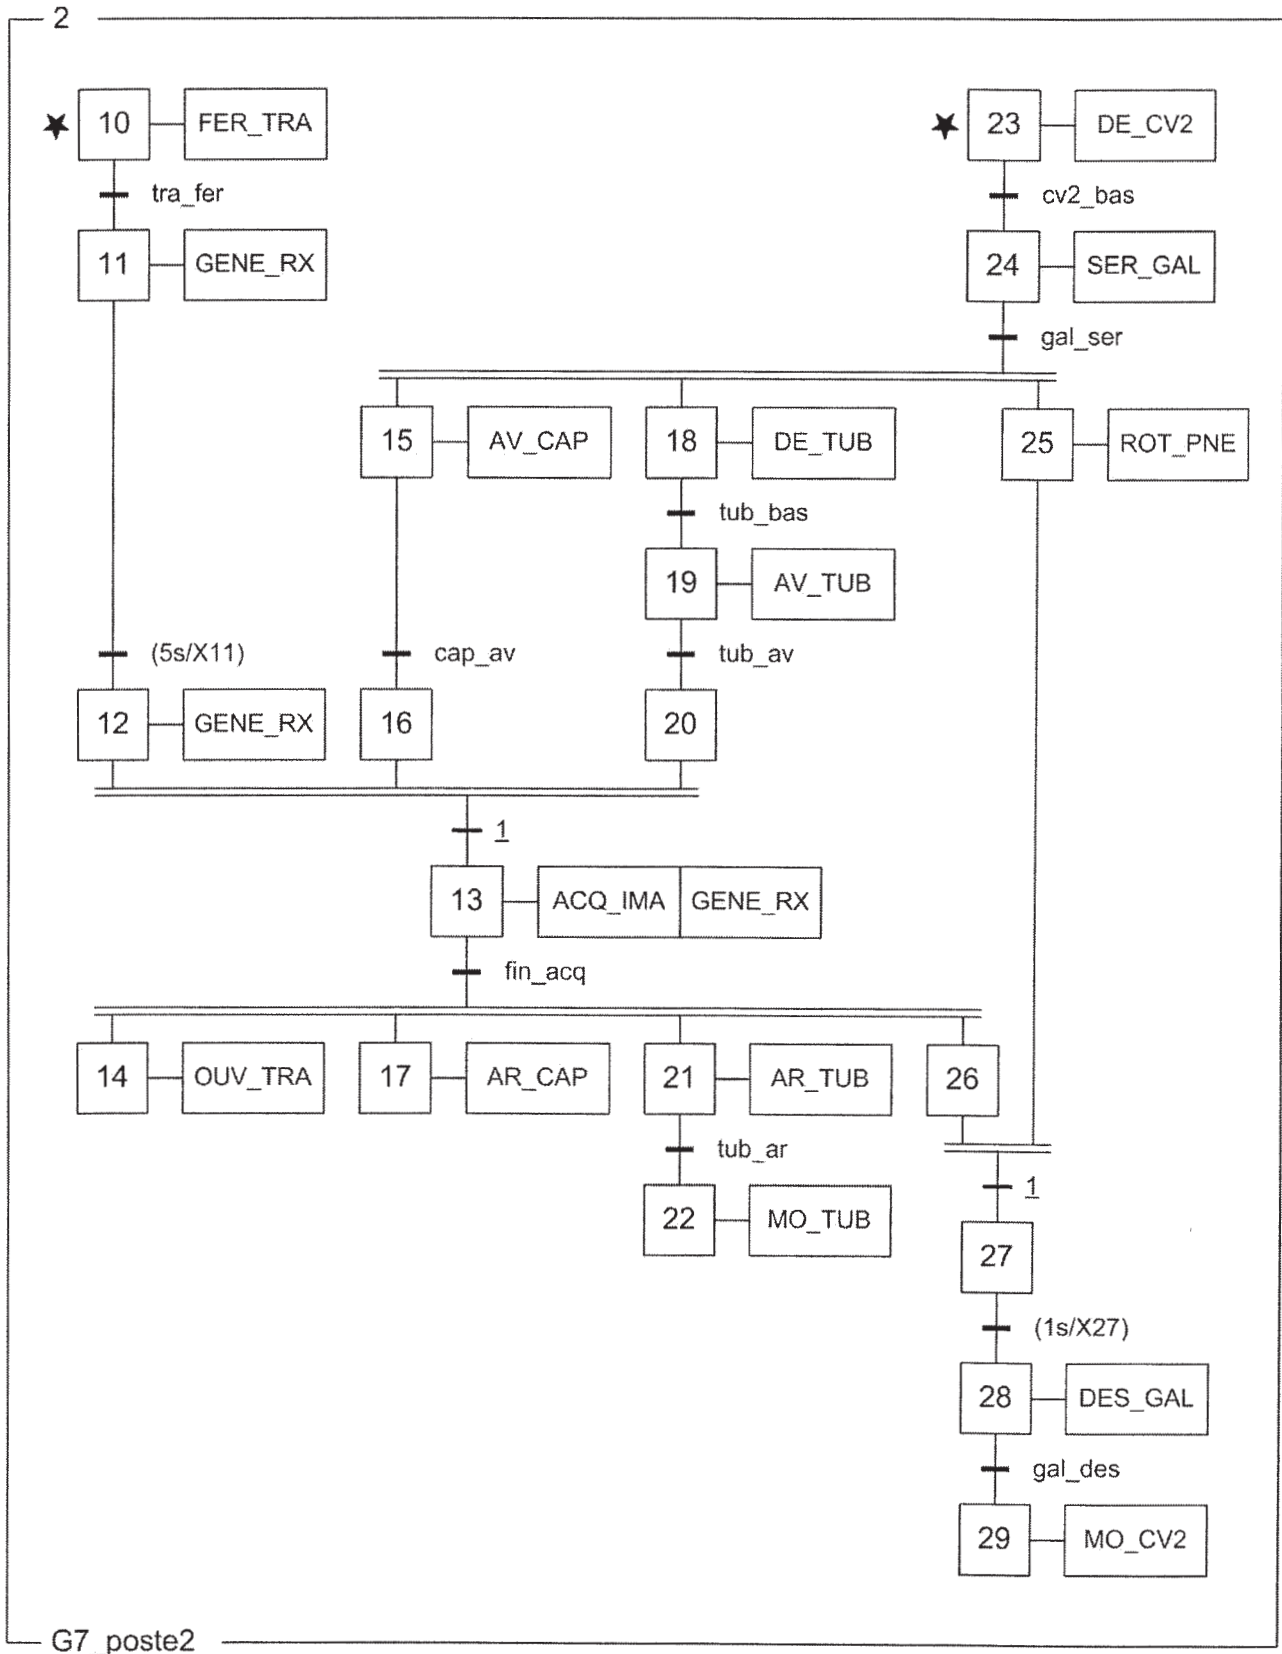 2
10 FER_TRA 23 DE_CV2
tra_fer cv2_bas
11 GENE_RX 24 SER_GAL
gal_ser
15 AV_CAP 18 DE_TUB 25 ROT_PNE
tub_bas
19 AV_TUB
(5s/X11) cap_av tub_av
12 GENE_RX 16 20
1
13 ACQ_IMA GENE_RX
fin_acq
14 OUV_TRA 17 AR_CAP 21 AR_TUB 26
tub_ar
1
22 MO_TUB
27
(1s/X27)
28 DES_GAL
gal_des
29 MO_CV2
G7_poste2